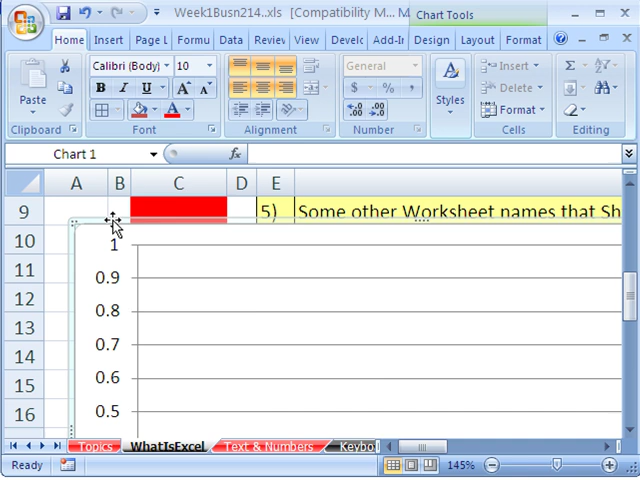 Week1Busn214..xls [Compatibility M... M
Chart Tools
Home Insert Page L Formu Data Review View Develc Add-Ir Design Layout Format
Paste
Clipboard
Calibri (Body) 10
B I U A A
Font
Alignment
General
$ % ,
Number
Styles
Insert
Delete
Format
Cells
Σ
Editing
Chart 1 fx
A B C D E
9 5) Some other Worksheet names that Sh
10 1
11 0.9
12 0.8
13 0.7
14 0.6
15
16 0.5
Topics WhatIsExcel Text & Numbers Keybo
Ready 145%